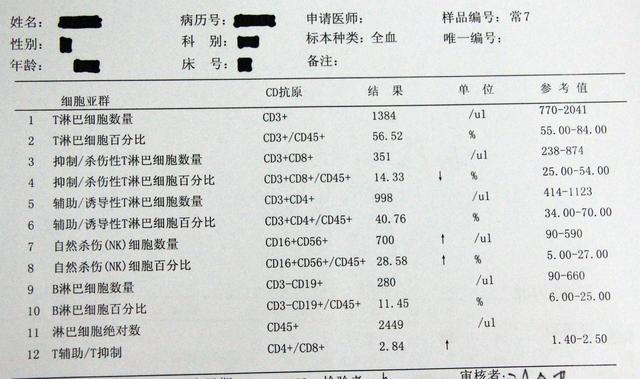 姓名: 病历号: 申请医师: 样品编号: 常7
性别: 科 别: 标本种类: 全血 唯一编号:
年龄: 床 号: 备注:
细胞亚群 CD抗原 结 果 单 位 参 考 值
1 T淋巴细胞数量 CD3+ 1384 /ul 770-2041
2 T淋巴细胞百分比 CD3+/CD45+ 56.52 % 55.00-84.00
3 抑制/杀伤性T淋巴细胞数量 CD3+CD8+ 351 /ul 238-874
4 抑制/杀伤性T淋巴细胞百分比 CD3+CD8+/CD45+ 14.33 ↓ % 25.00-54.00
5 辅助/诱导性T淋巴细胞数量 CD3+CD4+ 998 /ul 414-1123
6 辅助/诱导性T淋巴细胞百分比 CD3+CD4+/CD45+ 40.76 % 34.00-70.00
7 自然杀伤(NK)细胞数量 CD16+CD56+ 700 ↑ /ul 90-590
8 自然杀伤(NK)细胞百分比 CD16+CD56+/CD45+ 28.58 ↑ % 5.00-27.00
9 B淋巴细胞数量 CD3-CD19+ 280 /ul 90-660
10 B淋巴细胞百分比 CD3-CD19+/CD45+ 11.45 % 6.00-25.00
11 淋巴细胞绝对数 CD45+ 2449 /ul
12 T辅助/T抑制 CD4+/CD8+ 2.84 ↑ 1.40-2.50
审核者: